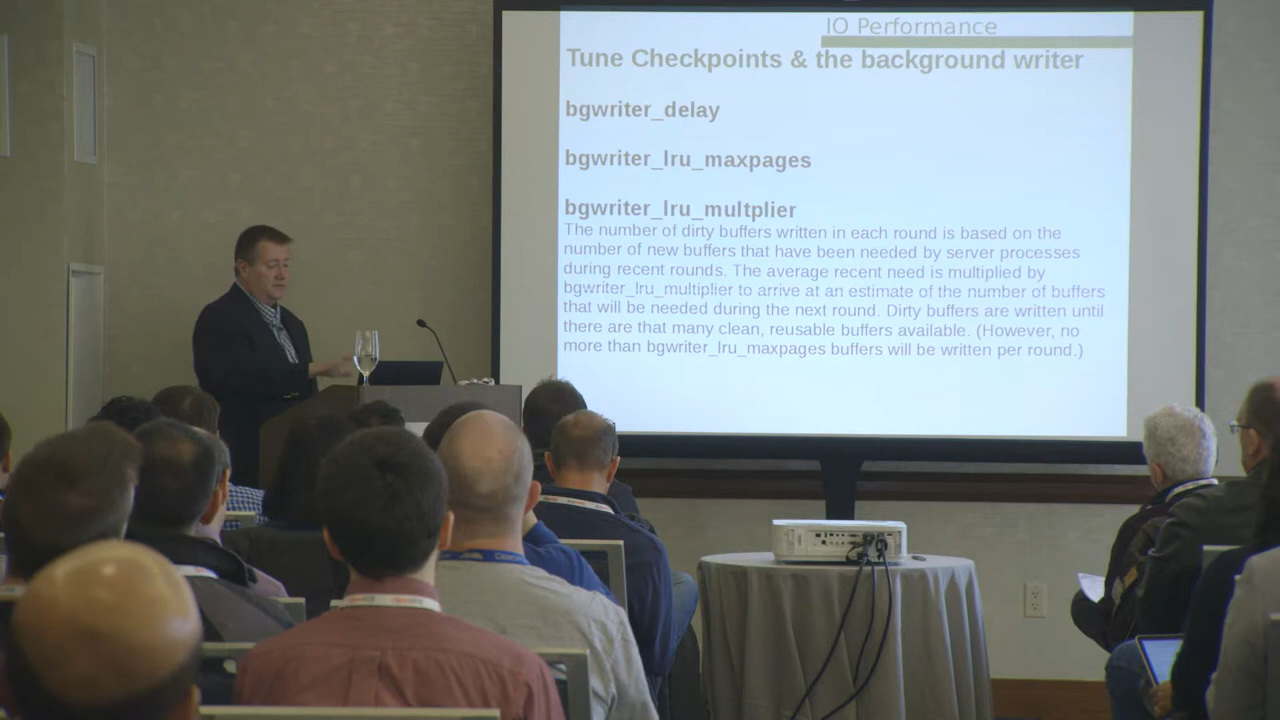 IO Performance
Tune Checkpoints & the background writer
bgwriter_delay
bgwriter_lru_maxpages
bgwriter_lru_multplier
The number of dirty buffers written in each round is based on the
number of new buffers that have been needed by server processes
during recent rounds. The average recent need is multiplied by
bgwriter_lru_multiplier to arrive at an estimate of the number of buffers
that will be needed during the next round. Dirty buffers are written until
there are that many clean, reusable buffers available. (However, no
more than bgwriter_lru_maxpages buffers will be written per round.)